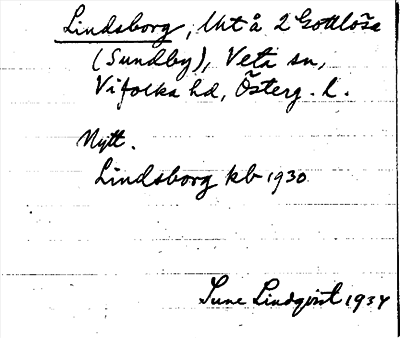 Lindsborg, lht å 2 Gottlösa
(Sundby), Veta sn,
Vifolka hd, Österg. l.
Nytt.
Lindsborg kb 1930
Sune Lindqvist 1934